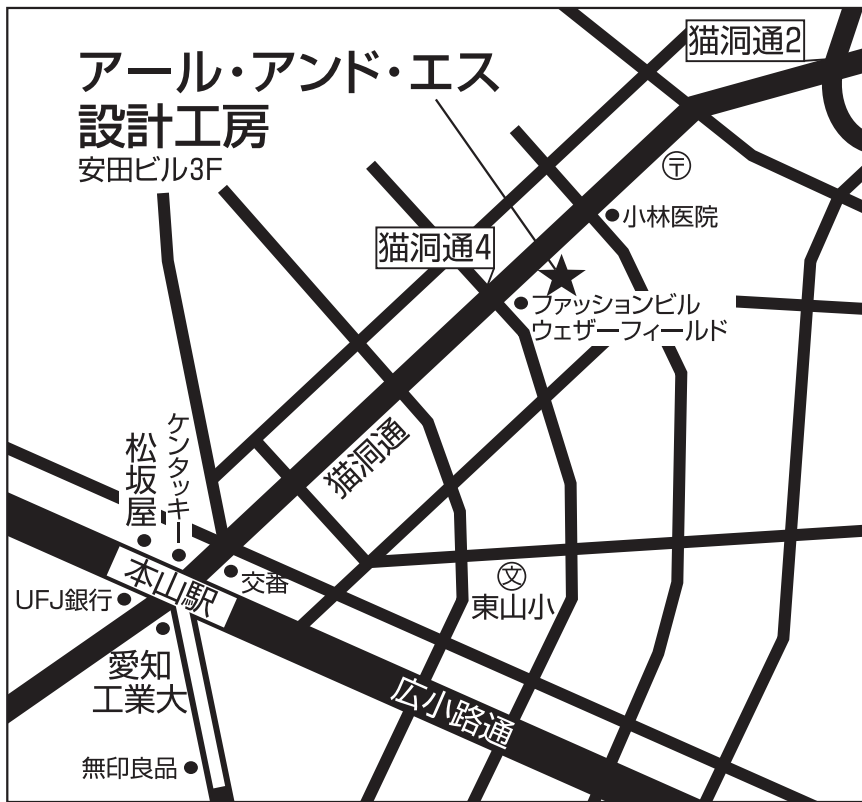 アール・アンド・エス
設計工房
安田ビル3F
猫洞通2
〒
小林医院
猫洞通4
ファッションビル
ウェザーフィールド
猫洞通
ケンタッキー
松坂屋
本山駅
交番
UFJ銀行
文
東山小
愛知
工業大
広小路通
無印良品